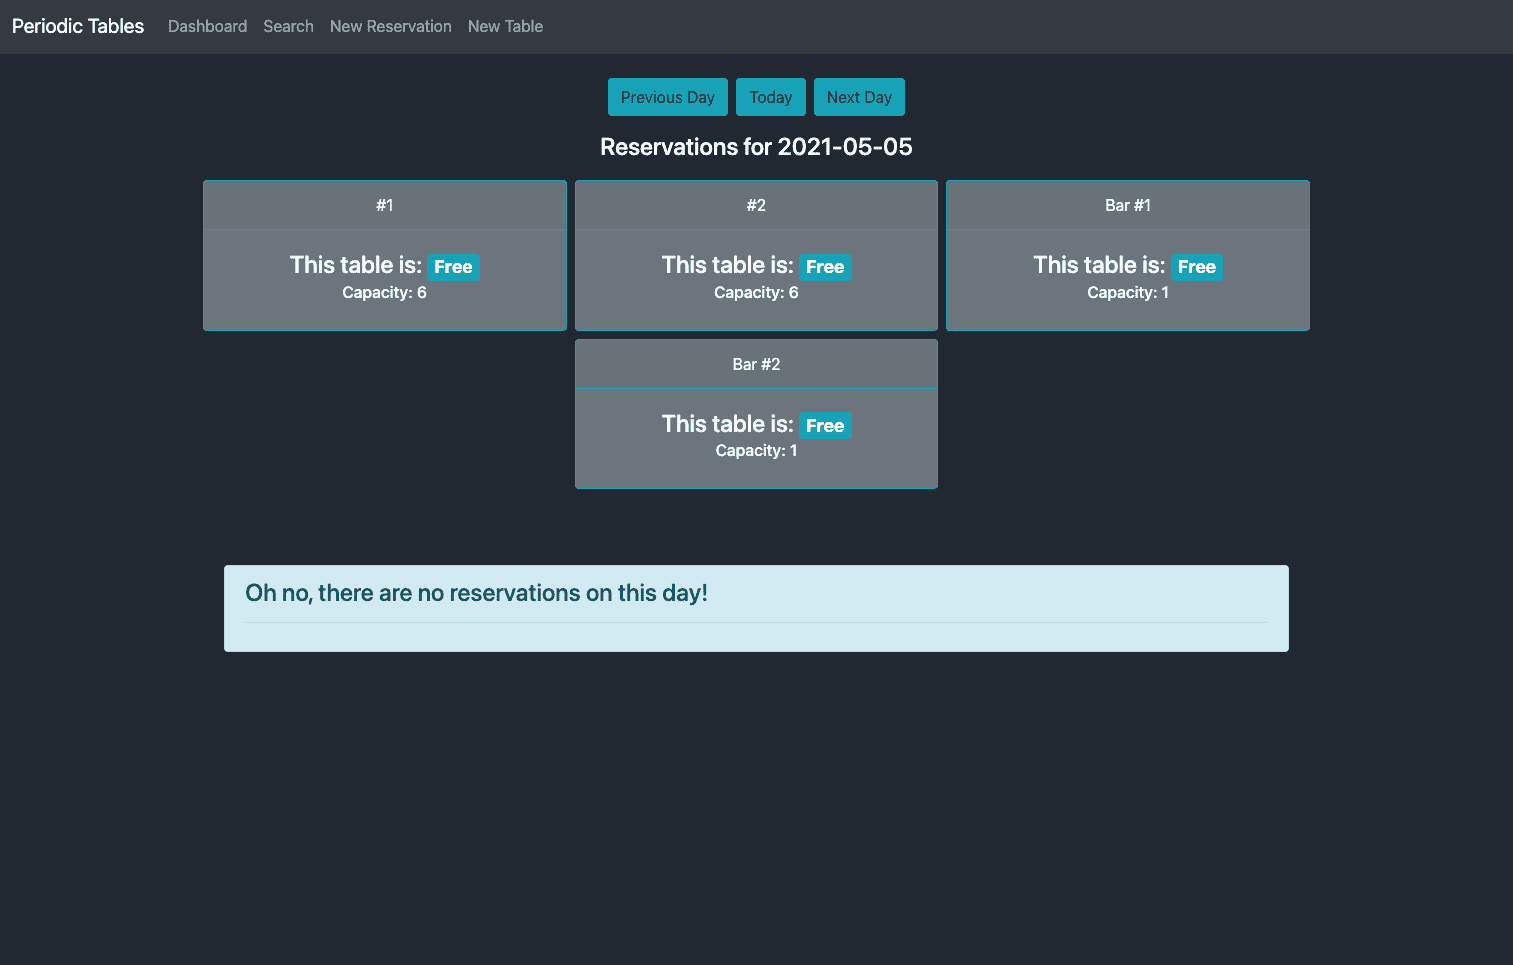 Periodic Tables Dashboard Search New Reservation New Table
Previous Day Today Next Day
Reservations for 2021-05-05
#1
This table is: Free
Capacity: 6
#2
This table is: Free
Capacity: 6
Bar #1
This table is: Free
Capacity: 1
Bar #2
This table is: Free
Capacity: 1
Oh no, there are no reservations on this day!